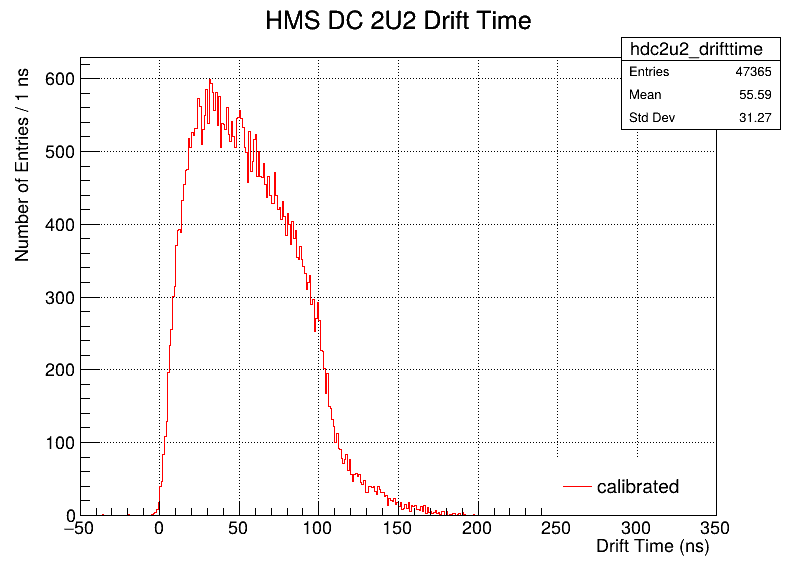 HMS DC 2U2 Drift Time
hdc2u2_drifttime
Entries 47365
Mean 55.59
Std Dev 31.27
Number of Entries / 1 ns
600
500
400
300
200
100
0
−50 0 50 100 150 200 250 300 350
Drift Time (ns)
calibrated